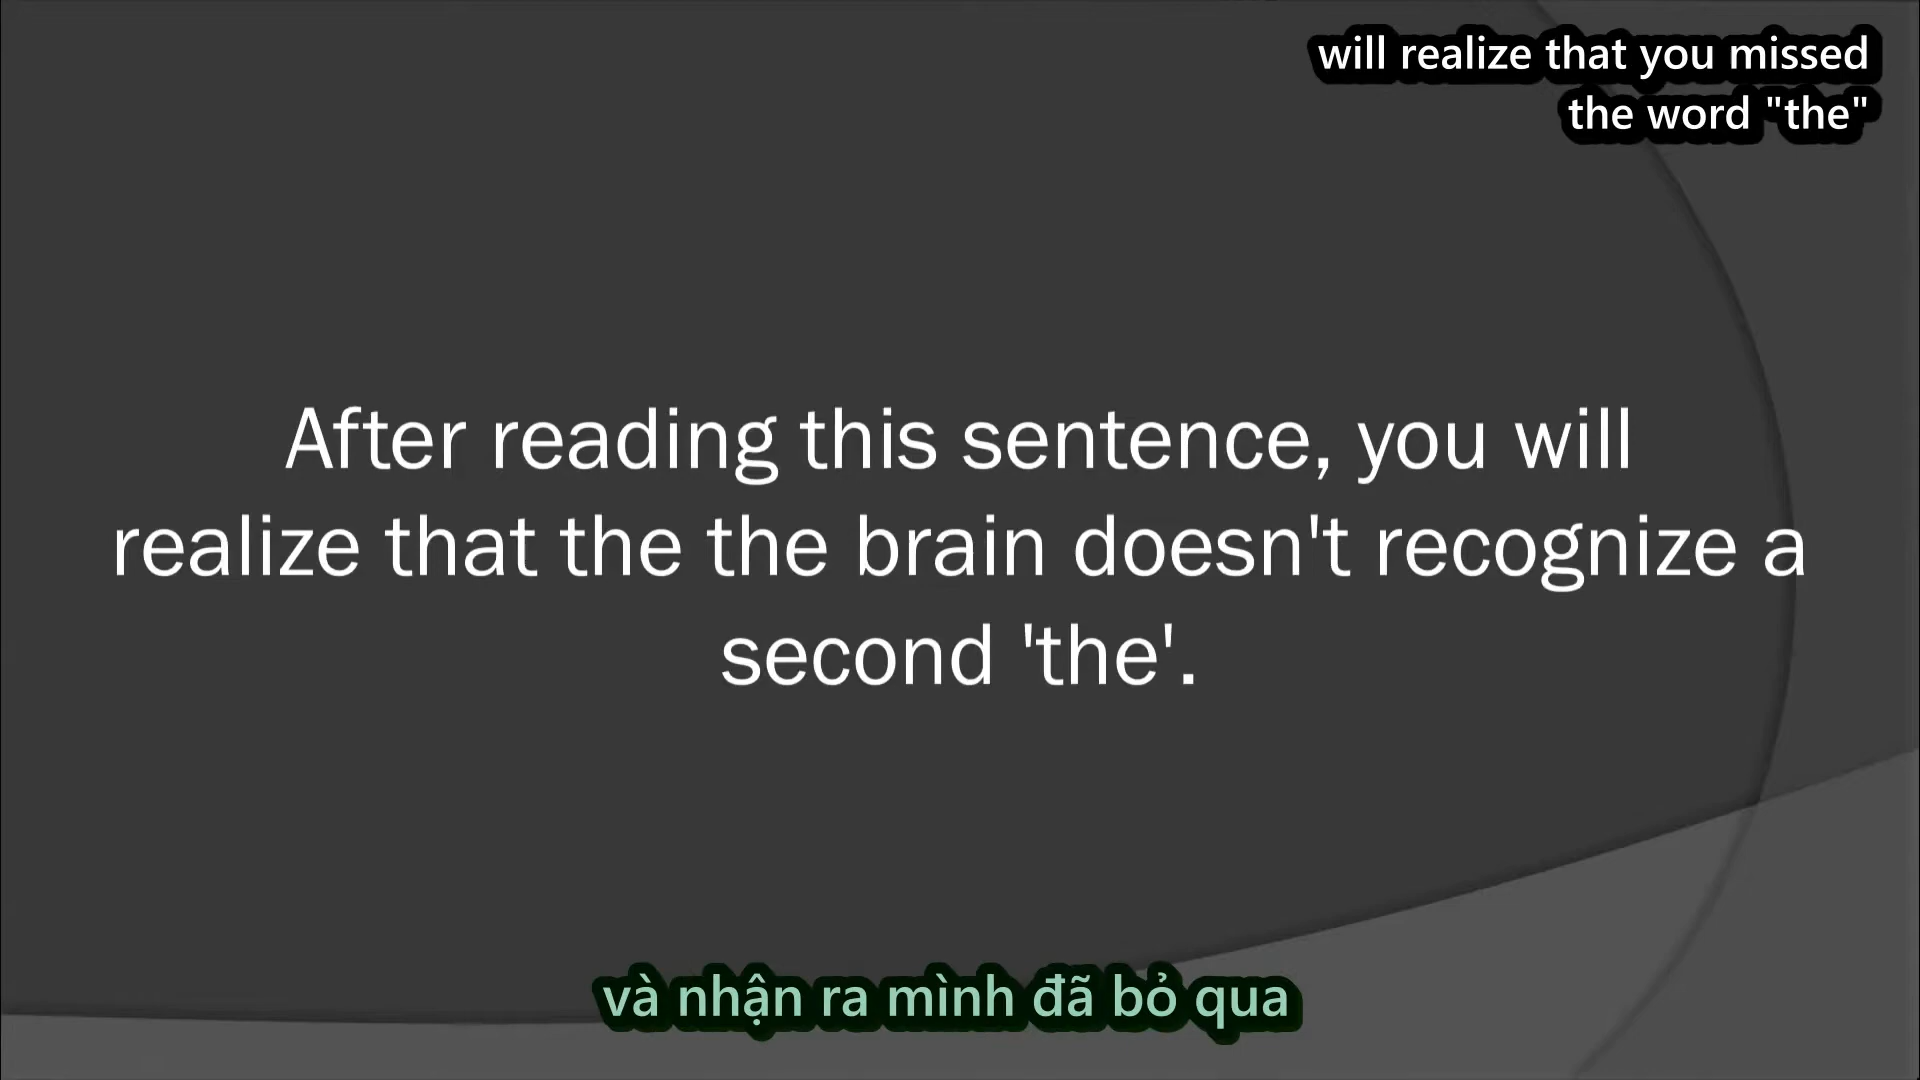 will realize that you missed
the word "the"
After reading this sentence, you will
realize that the the brain doesn't recognize a
second 'the'.
và nhận ra mình đã bỏ qua